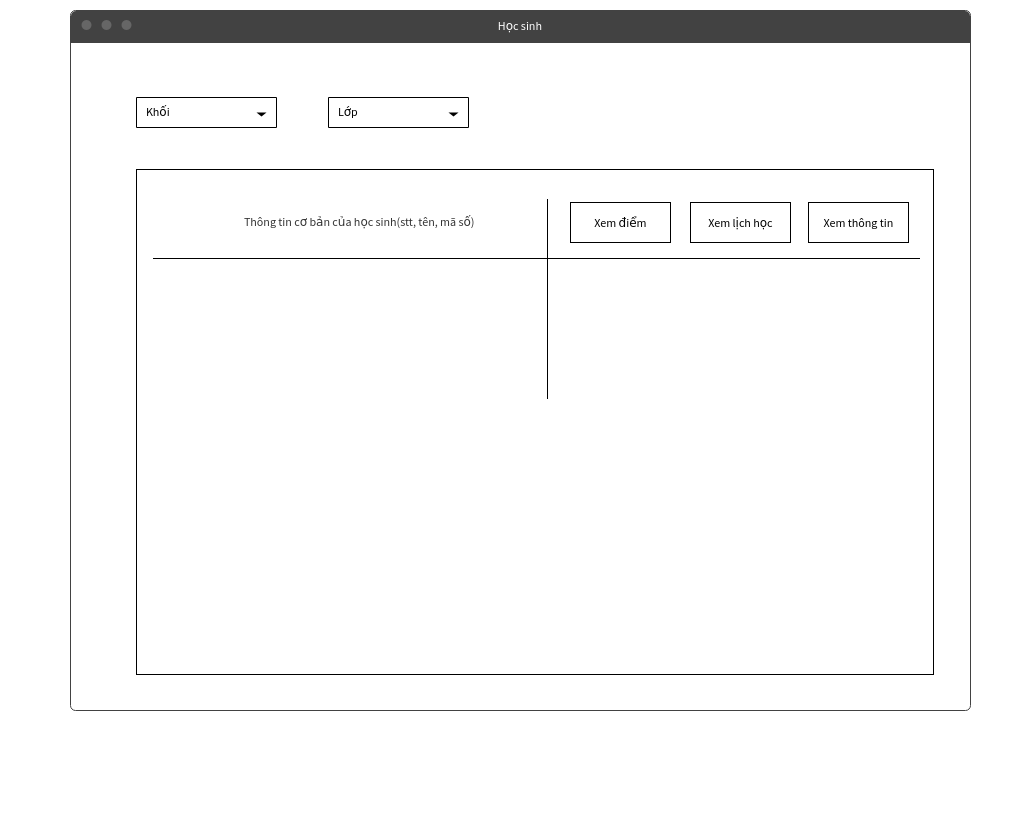 Học sinh
Khối
Lớp
Thông tin cơ bản của học sinh(stt, tên, mã số)
Xem điểm
Xem lịch học
Xem thông tin